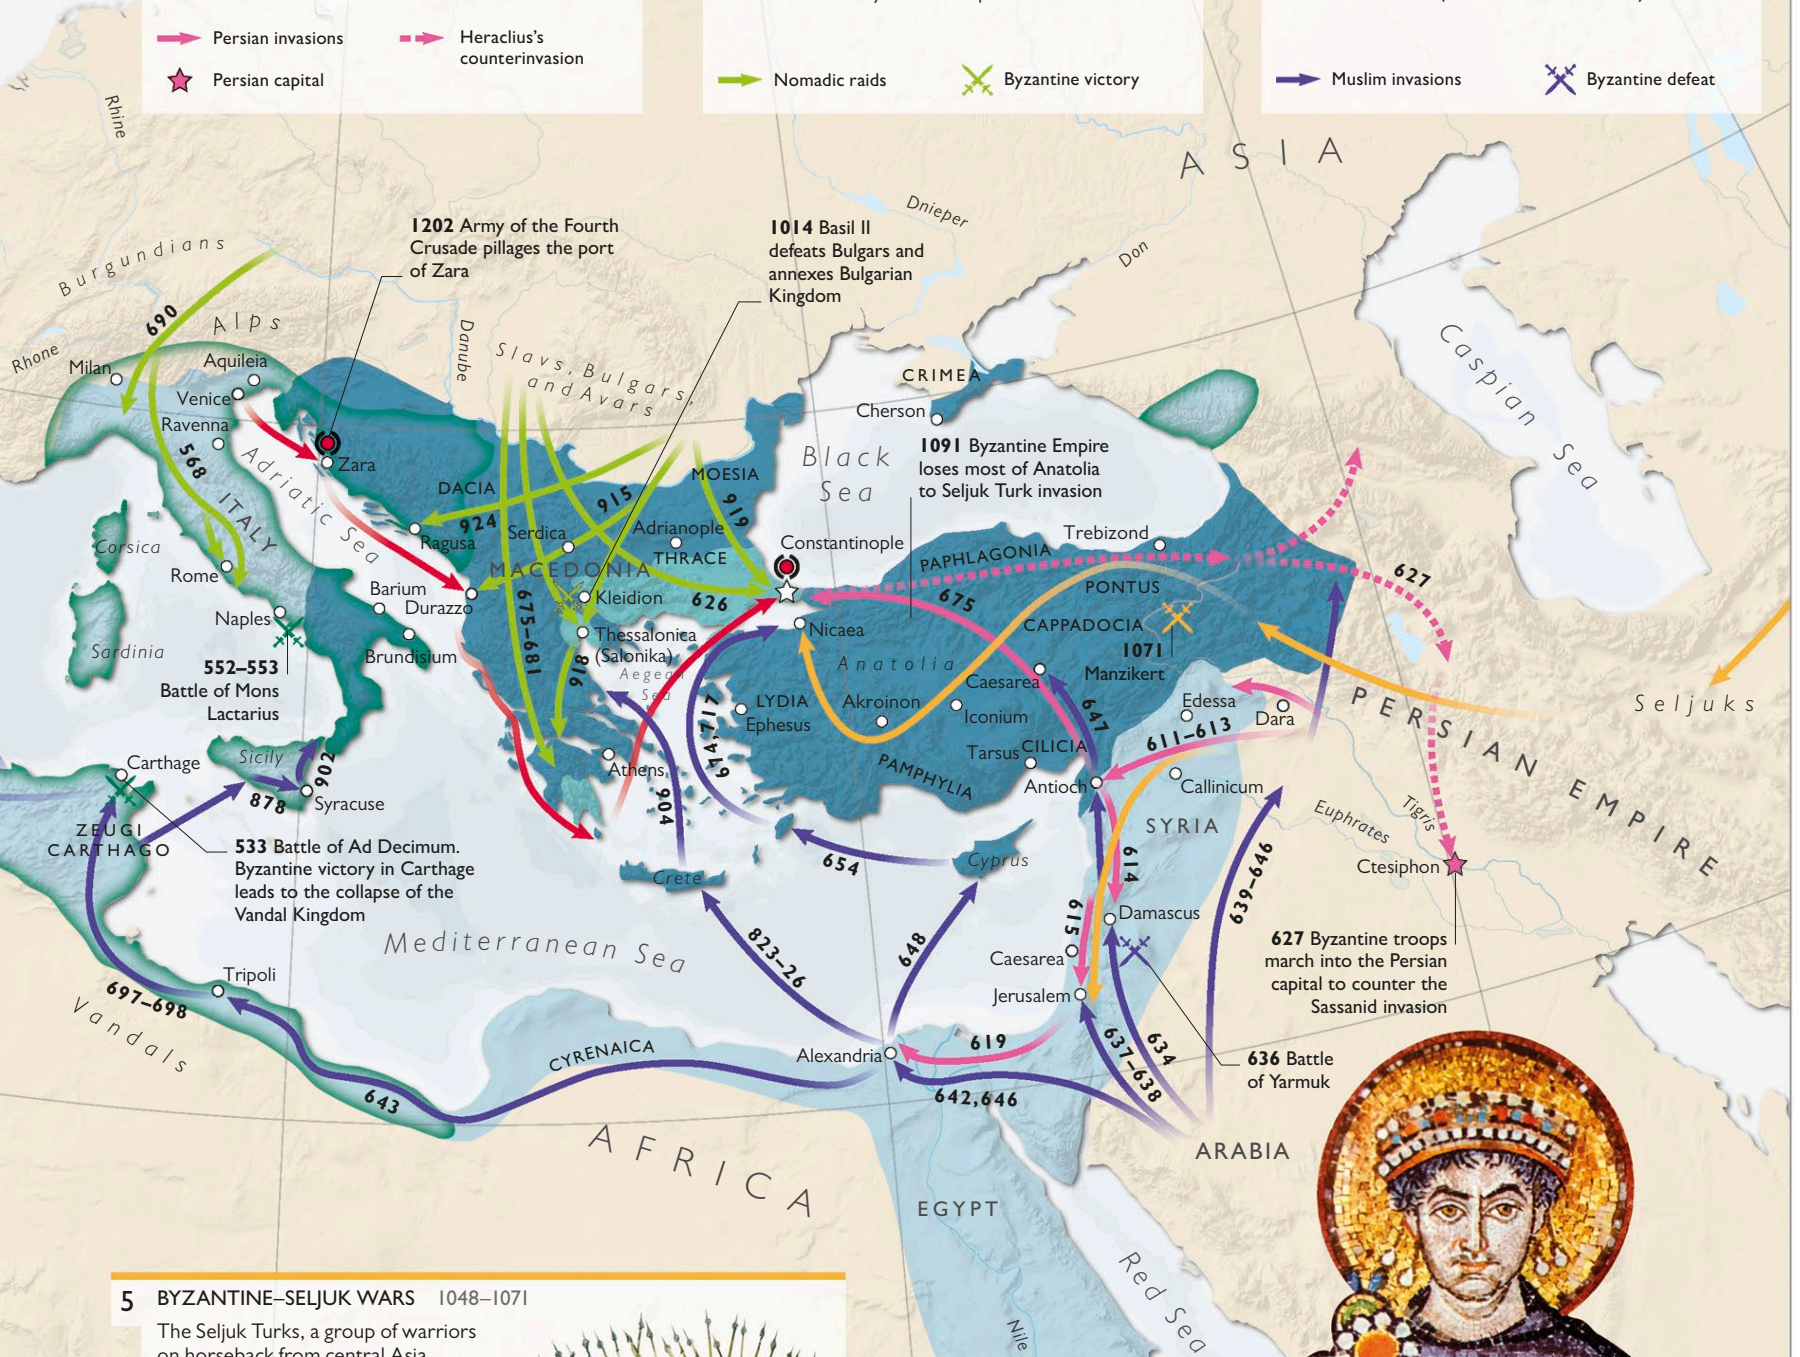 Persian invasions
Heraclius's
counterinvasion
Persian capital
Nomadic raids
Byzantine victory
Muslim invasions
Byzantine defeat
Rhine
ASIA
Dnieper
Don
1202 Army of the Fourth
Crusade pillages the port
of Zara
1014 Basil II
defeats Bulgars and
annexes Bulgarian
Kingdom
Burgundians
690
Alps
Rhone
Danube
Slavs, Bulgars,
and Avars
Milan
Aquileia
Venice
Ravenna
CRIMEA
Cherson
Caspian Sea
568
ITALY
Adriatic Sea
Zara
DACIA
MOESIA
Black
Sea
1091 Byzantine Empire
loses most of Anatolia
to Seljuk Turk invasion
924
915
919
Corsica
Rome
Ragusa
Serdica
Adrianople
THRACE
Constantinople
PAPHLAGONIA
Trebizond
MACEDONIA
Barium
Durazzo
Kleidion
626
675
PONTUS
627
Naples
Sardinia
Brundisium
675–681
Thessalonica
(Salonika)
916
Nicaea
CAPPADOCIA
1071
Manzikert
552–553
Battle of Mons
Lactarius
Aegean
Sea
Anatolia
Caesarea
LYDIA
Ephesus
Akroinon
Iconium
717,
674
647
Edessa
Dara
PERSIAN EMPIRE
Seljuks
Sicily
902
Carthage
878
Syracuse
Athens
904
PAMPHYLIA
Tarsus
CILICIA
Antioch
611–613
Callinicum
SYRIA
Euphrates
Tigris
Ctesiphon
ZEUGI
CARTHAGO
533 Battle of Ad Decimum.
Byzantine victory in Carthage
leads to the collapse of the
Vandal Kingdom
Crete
654
Cyprus
614
639–646
Mediterranean Sea
823–26
648
615
Damascus
Caesarea
Jerusalem
627 Byzantine troops
march into the Persian
capital to counter the
Sassanid invasion
Tripoli
697–698
Vandals
CYRENAICA
Alexandria
619
637–638
634
636 Battle
of Yarmuk
643
642,646
AFRICA
ARABIA
EGYPT
Red Sea
Nile
5 BYZANTINE–SELJUK WARS 1048–1071
The Seljuk Turks, a group of warriors
on horseback from central Asia